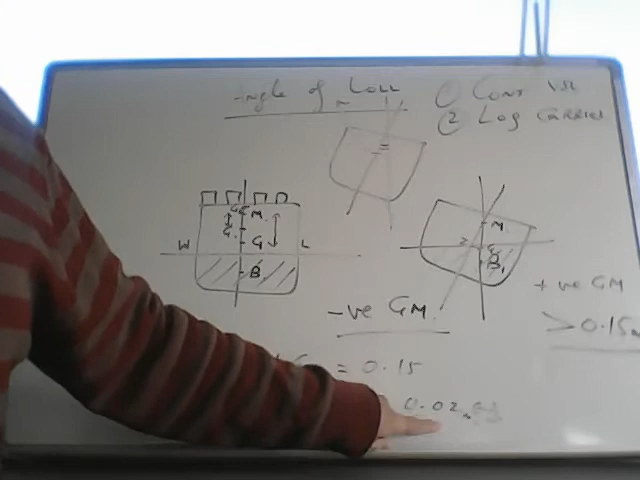 Angle of Loll
① Cont
② Log Carrier
M
G
W
L
B
M
G
B
B₁
-ve GM
+ve GM
> 0.15m
= 0.15
0.02